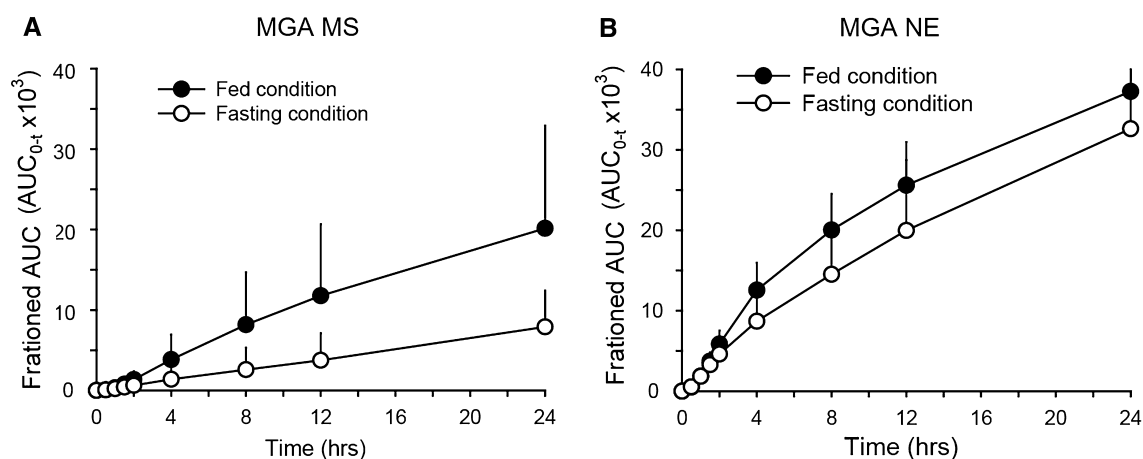 A
MGA MS
Frationed AUC (AUC0-t x10³)
40
30
20
10
0
Fed condition
Fasting condition
0 4 8 12 16 20 24
Time (hrs)
B
MGA NE
Frationed AUC (AUC0-t x10³)
40
30
20
10
0
Fed condition
Fasting condition
0 4 8 12 16 20 24
Time (hrs)